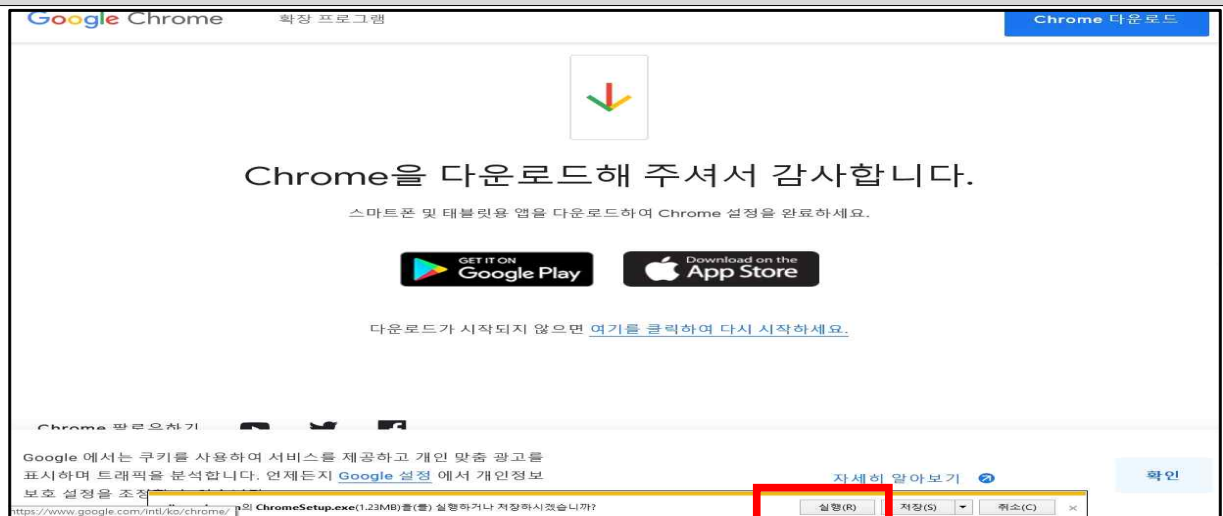 Google Chrome 확장 프로그램 Chrome 다운로드
Chrome을 다운로드해 주셔서 감사합니다.
스마트폰 및 태블릿용 앱을 다운로드하여 Chrome 설정을 완료하세요.
GET IT ON
Google Play
Download on the
App Store
다운로드가 시작되지 않으면 여기를 클릭하여 다시 시작하세요.
Chrome 팔로우하기
Google 에서는 쿠키를 사용하여 서비스를 제공하고 개인 맞춤 광고를
표시하며 트래픽을 분석합니다. 언제든지 Google 설정 에서 개인정보
보호 설정을 조정
자세히 알아보기 확인
의 ChromeSetup.exe(1.23MB)을(를) 실행하거나 저장하시겠습니까? 실행(R) 저장(S) 취소(C)
https://www.google.com/intl/ko/chrome/